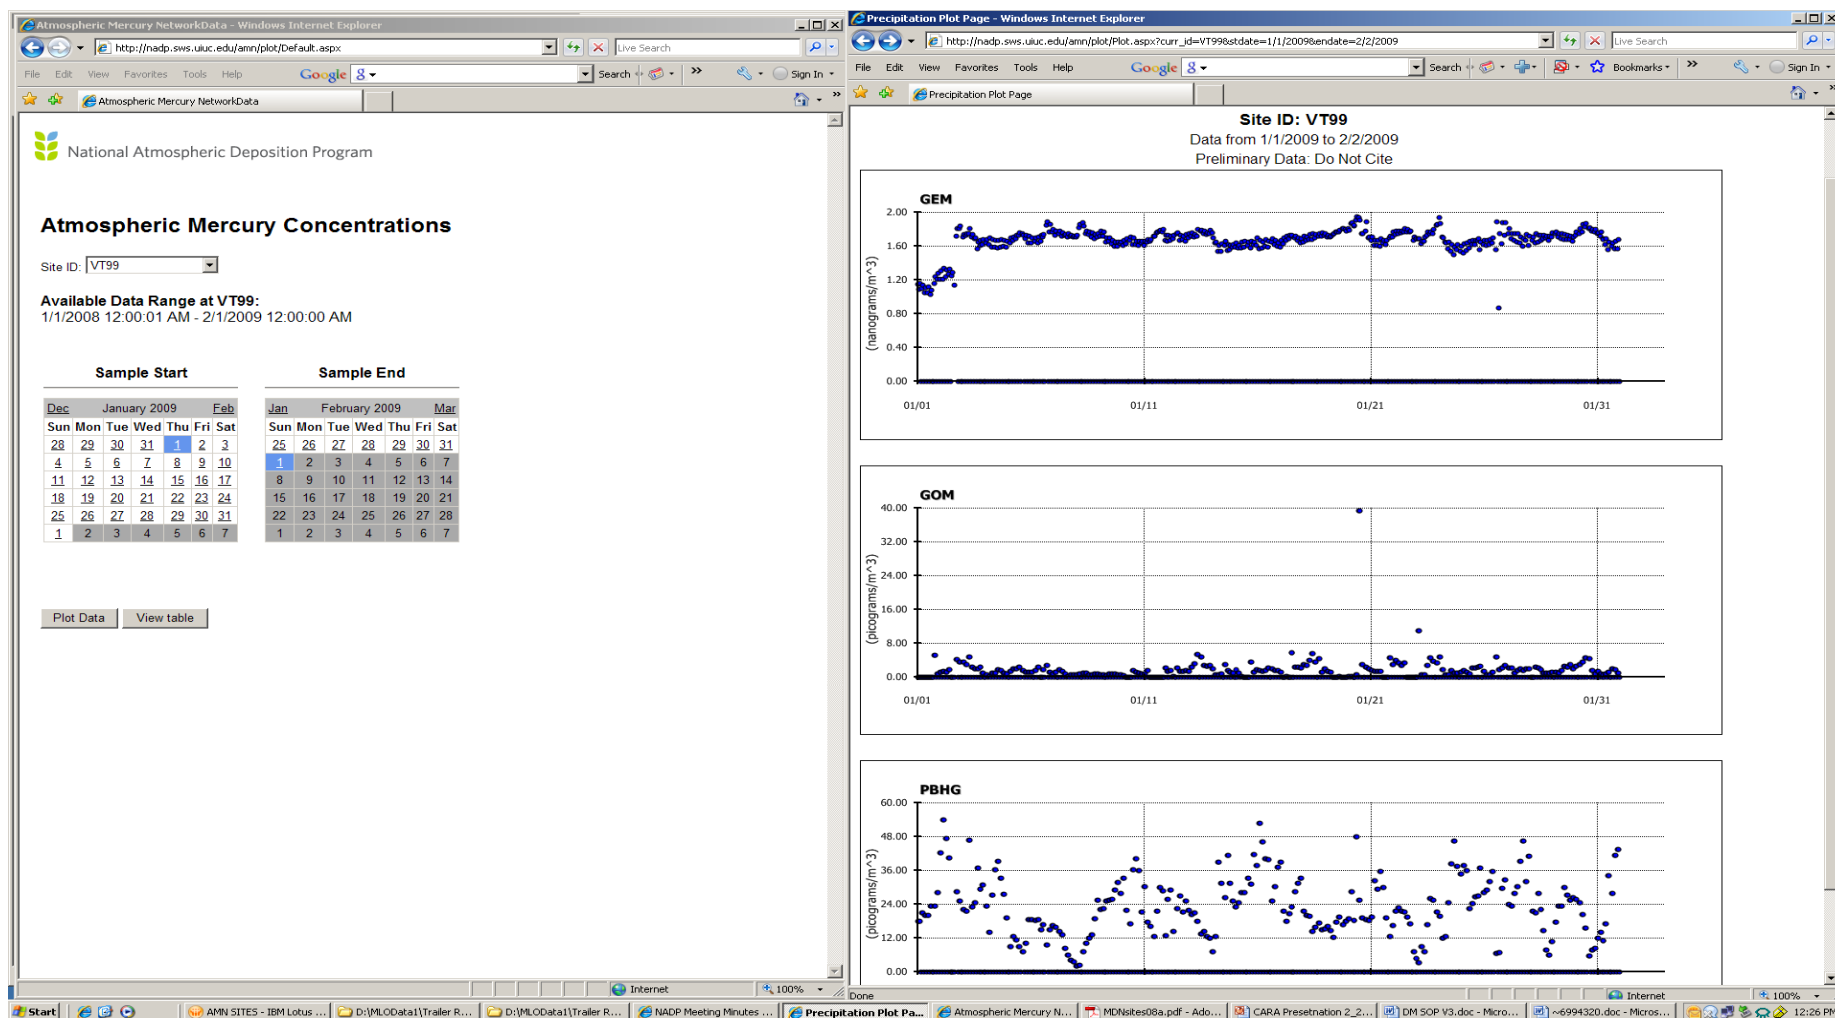 Atmospheric Mercury NetworkData - Windows Internet Explorer
http://nadp.sws.uiuc.edu/amn/plot/Default.aspx
Live Search
File Edit View Favorites Tools Help
Google
Search
Sign In
Atmospheric Mercury NetworkData
National Atmospheric Deposition Program
Atmospheric Mercury Concentrations
Site ID: VT99
Available Data Range at VT99:
1/1/2008 12:00:01 AM - 2/1/2009 12:00:00 AM
Sample Start
Dec January 2009 Feb
Sun Mon Tue Wed Thu Fri Sat
28 29 30 31 1 2 3
4 5 6 7 8 9 10
11 12 13 14 15 16 17
18 19 20 21 22 23 24
25 26 27 28 29 30 31
1 2 3 4 5 6 7
Sample End
Jan February 2009 Mar
Sun Mon Tue Wed Thu Fri Sat
25 26 27 28 29 30 31
1 2 3 4 5 6 7
8 9 10 11 12 13 14
15 16 17 18 19 20 21
22 23 24 25 26 27 28
1 2 3 4 5 6 7
Plot Data View table
Internet 100%
Precipitation Plot Page - Windows Internet Explorer
http://nadp.sws.uiuc.edu/amn/plot/Plot.aspx?curr_id=VT99&stdate=1/1/2009&endate=2/2/2009
Live Search
File Edit View Favorites Tools Help
Google
Search
Bookmarks
Sign In
Precipitation Plot Page
Site ID: VT99
Data from 1/1/2009 to 2/2/2009
Preliminary Data: Do Not Cite
GEM
(nanograms/m^3)
2.00
1.60
1.20
0.80
0.40
0.00
01/01 01/11 01/21 01/31
GOM
(picograms/m^3)
40.00
32.00
24.00
16.00
8.00
0.00
01/01 01/11 01/21 01/31
PBHG
(picograms/m^3)
60.00
48.00
36.00
24.00
12.00
0.00
Done Internet 100%
Start AMN SITES - IBM Lotus ... D:\MLOData1\Trailer R... D:\MLOData1\Trailer R... NADP Meeting Minutes ... Precipitation Plot Pa... Atmospheric Mercury N... MDNsites08a.pdf - Ado... CARA Presetnation 2_2... DM SOP V3.doc - Micro... ~6994320.doc - Micros... 12:26 PM